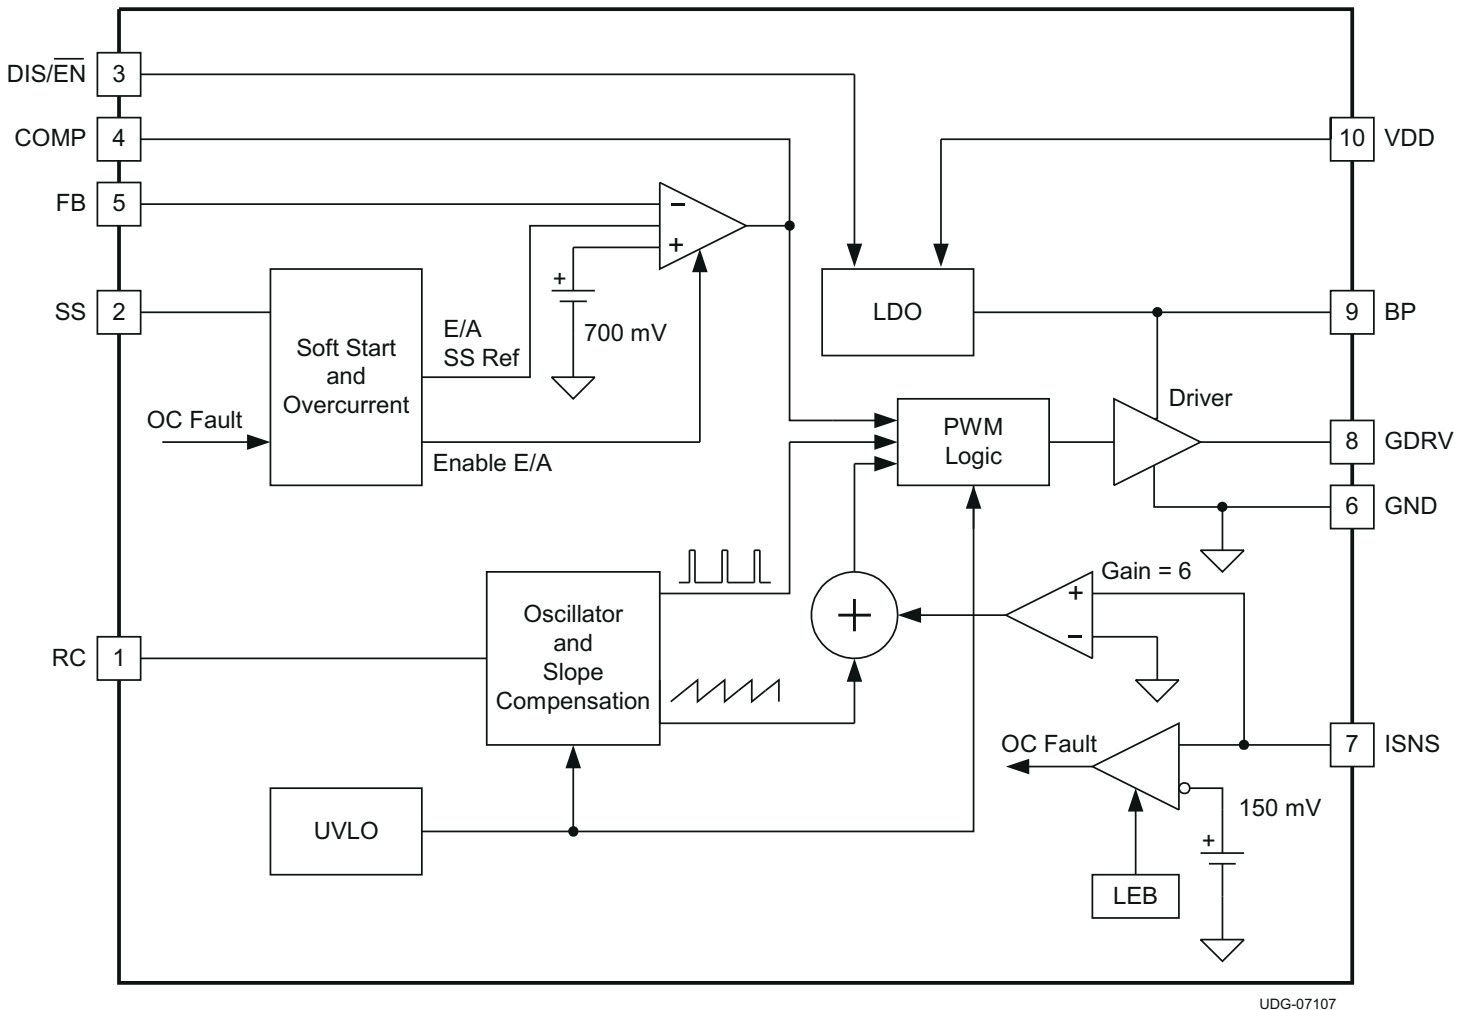 DIS/EN
3
COMP
4
10
VDD
FB
5
−
+
SS
2
+
700 mV
LDO
9
BP
E/A
SS Ref
Soft Start
and
Overcurrent
OC Fault
Enable E/A
PWM
Logic
Driver
8
GDRV
6
GND
Gain = 6
+
−
+
Oscillator
and
Slope
Compensation
RC
1
OC Fault
7
ISNS
150 mV
+
UVLO
LEB
UDG-07107